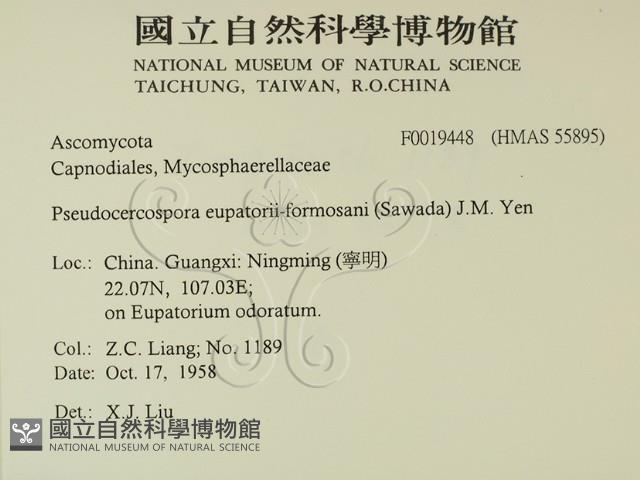 國立自然科學博物館
NATIONAL MUSEUM OF NATURAL SCIENCE
TAICHUNG, TAIWAN, R.O.CHINA
Ascomycota F0019448 (HMAS 55895)
Capnodiales, Mycosphaerellaceae
Pseudocercospora eupatorii-formosani (Sawada) J.M. Yen
Loc.: China. Guangxi: Ningming (寧明)
22.07N, 107.03E;
on Eupatorium odoratum.
Col.: Z.C. Liang; No. 1189
Date: Oct. 17, 1958
Det.: X.J. Liu
國立自然科學博物館
NATIONAL MUSEUM OF NATURAL SCIENCE